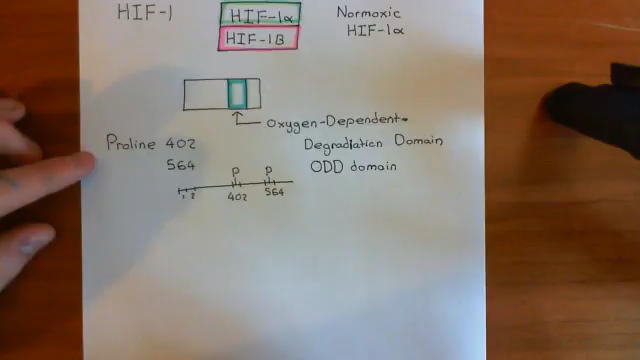 HIF-1
HIF-1α
HIF-1B
Normoxic
HIF-1α
Oxygen-Dependent
Degradation Domain
ODD domain
Proline 402
564
P P
1 2 402 564